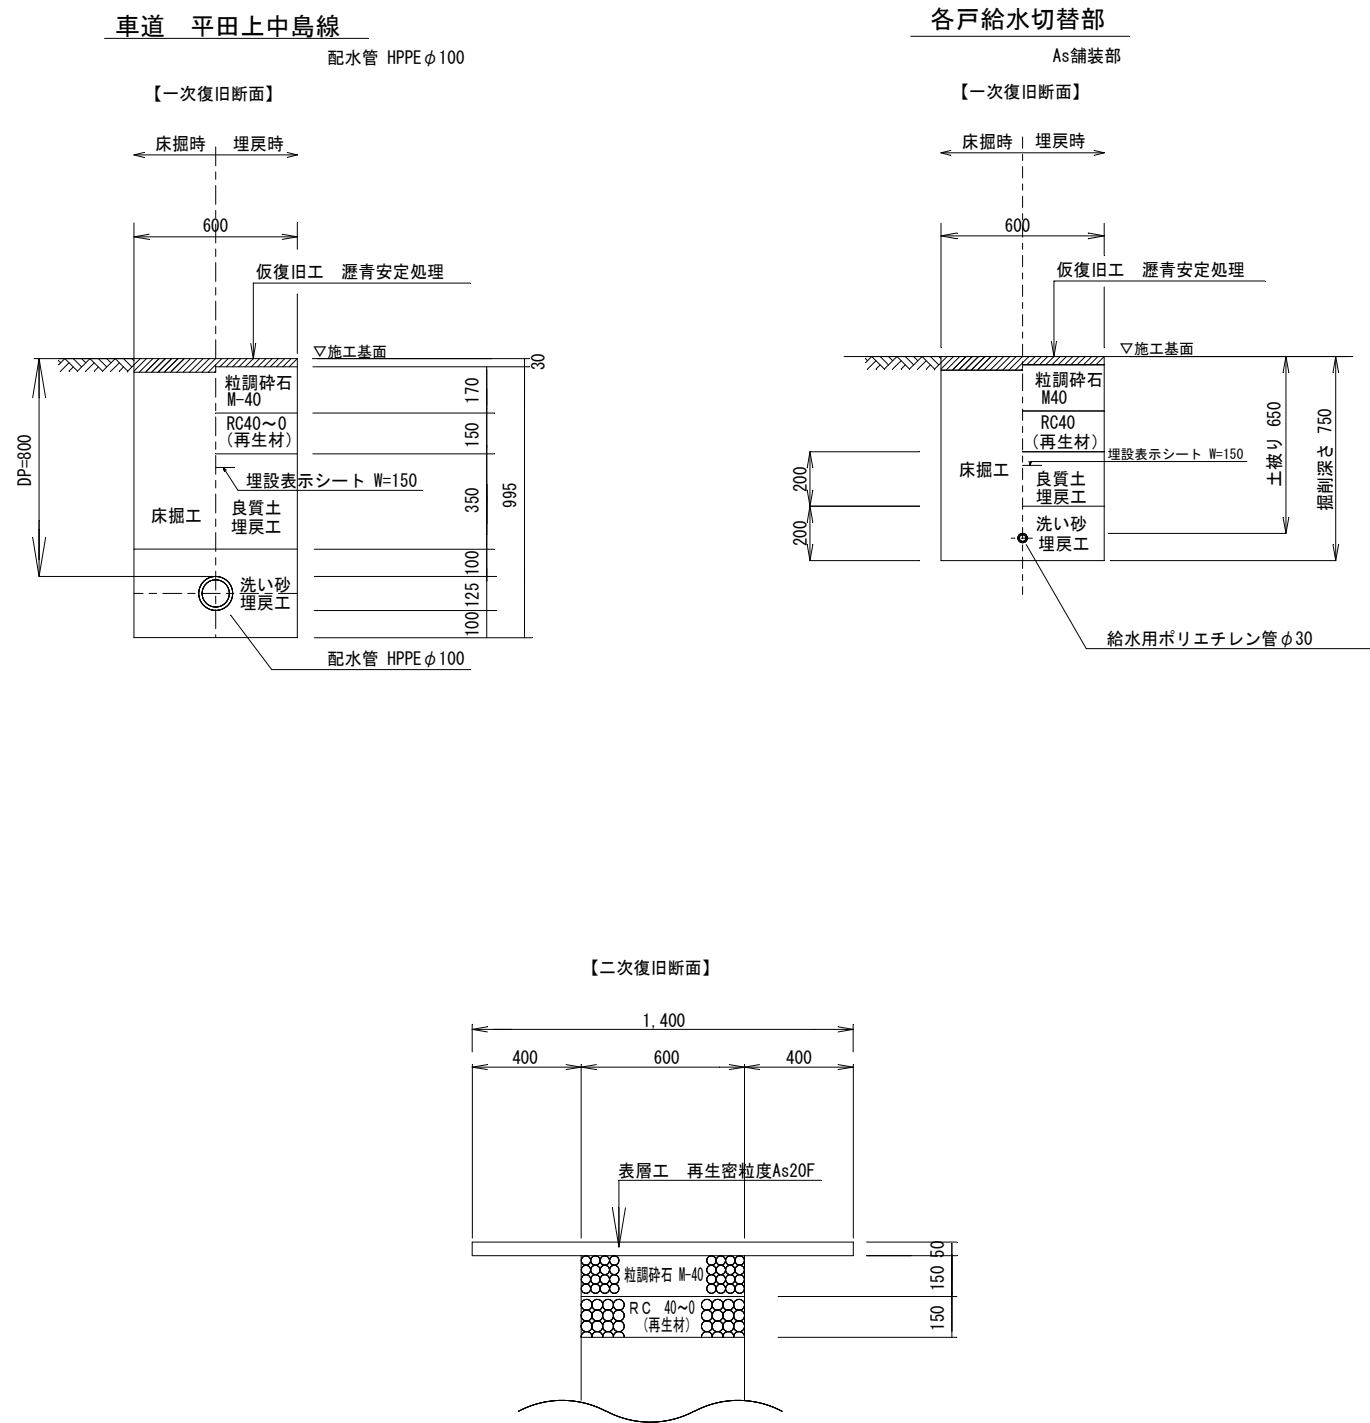 車道 平田上中島線
配水管 HPPEφ100
【一次復旧断面】
床掘時 埋戻時
600
仮復旧工 瀝青安定処理
▽施工基面
30
粒調砕石
M-40
170
RC40～0
(再生材)
150
埋設表示シート W=150
DP=800
床掘工
良質土
埋戻工
350
995
100
洗い砂
埋戻工
125
100
配水管 HPPEφ100
各戸給水切替部
As舗装部
【一次復旧断面】
床掘時 埋戻時
600
仮復旧工 瀝青安定処理
▽施工基面
粒調砕石
M40
RC40
(再生材)
埋設表示シート W=150
床掘工
良質土
埋戻工
200
洗い砂
埋戻工
200
土被り 650
掘削深さ 750
給水用ポリエチレン管φ30
【二次復旧断面】
1,400
400 600 400
表層工 再生密粒度As20F
50
粒調砕石 M-40
150
RC 40～0
(再生材)
150